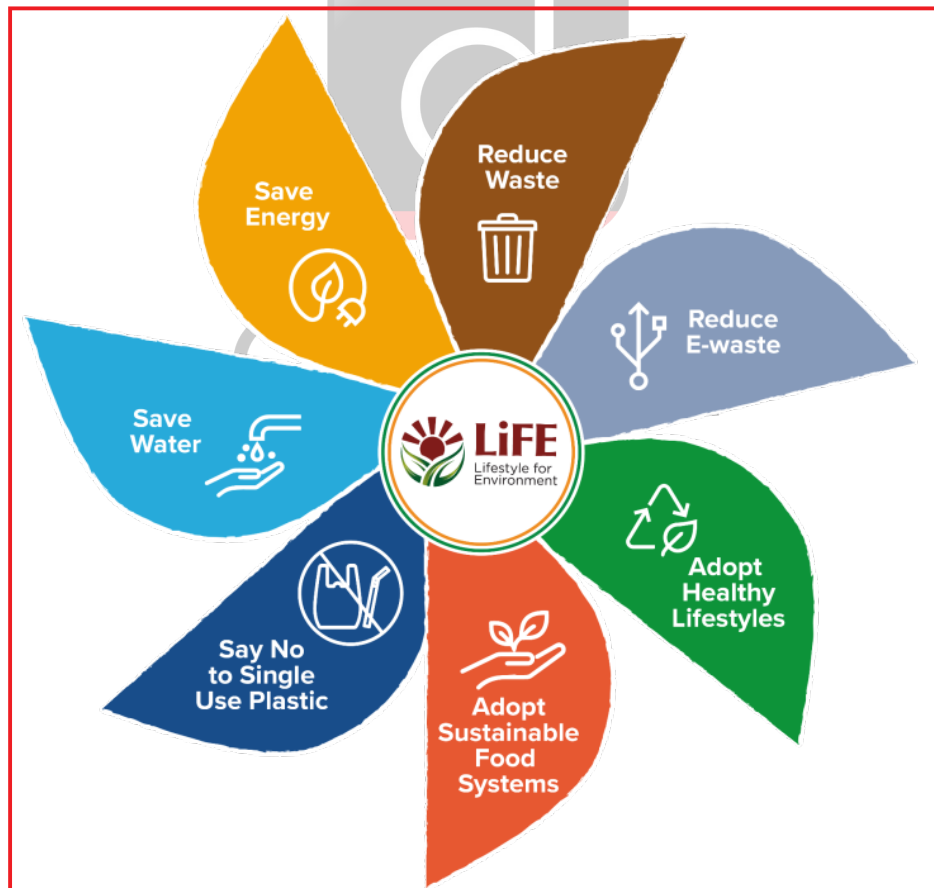 Reduce
Waste
Save
Energy
Reduce
E-waste
Save
Water
LiFE
Lifestyle for
Environment
Adopt
Healthy
Lifestyles
Say No
to Single
Use Plastic
Adopt
Sustainable
Food
Systems